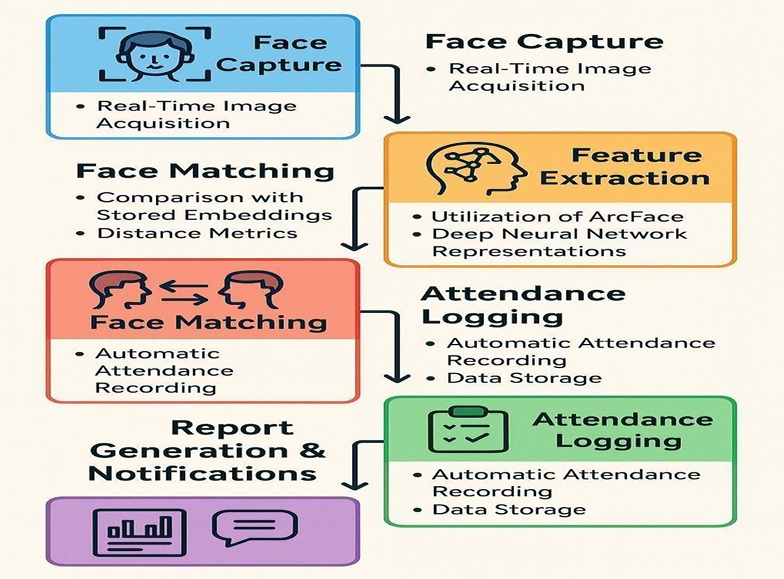 Face
Capture
• Real-Time Image
Acquisition
Face Capture
• Real-Time Image
Acquisition
Feature
Extraction
• Utilization of ArcFace
• Deep Neural Network
Representations
Face Matching
• Comparison with
Stored Embeddings
• Distance Metrics
Face Matching
• Automatic
Attendance
Recording
Attendance
Logging
• Automatic Attendance
Recording
• Data Storage
Attendance
Logging
• Automatic Attendance
Recording
• Data Storage
Report
Generation &
Notifications